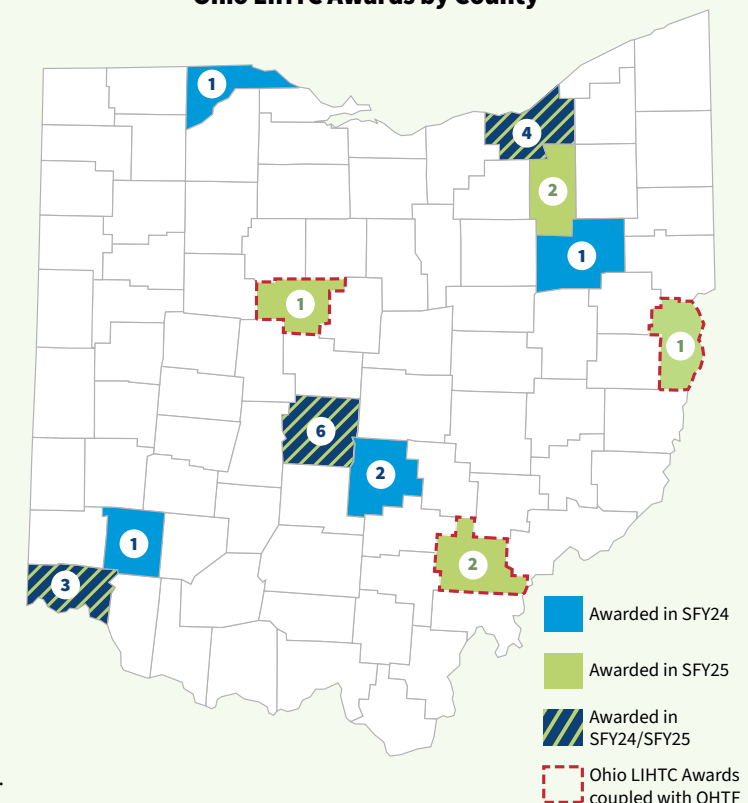 Ohio LIHTC Awards by County
1
4
2
1
1
1
6
2
1
2
3
Awarded in SFY24
Awarded in SFY25
Awarded in
SFY24/SFY25
Ohio LIHTC Awards
coupled with OHTF
.